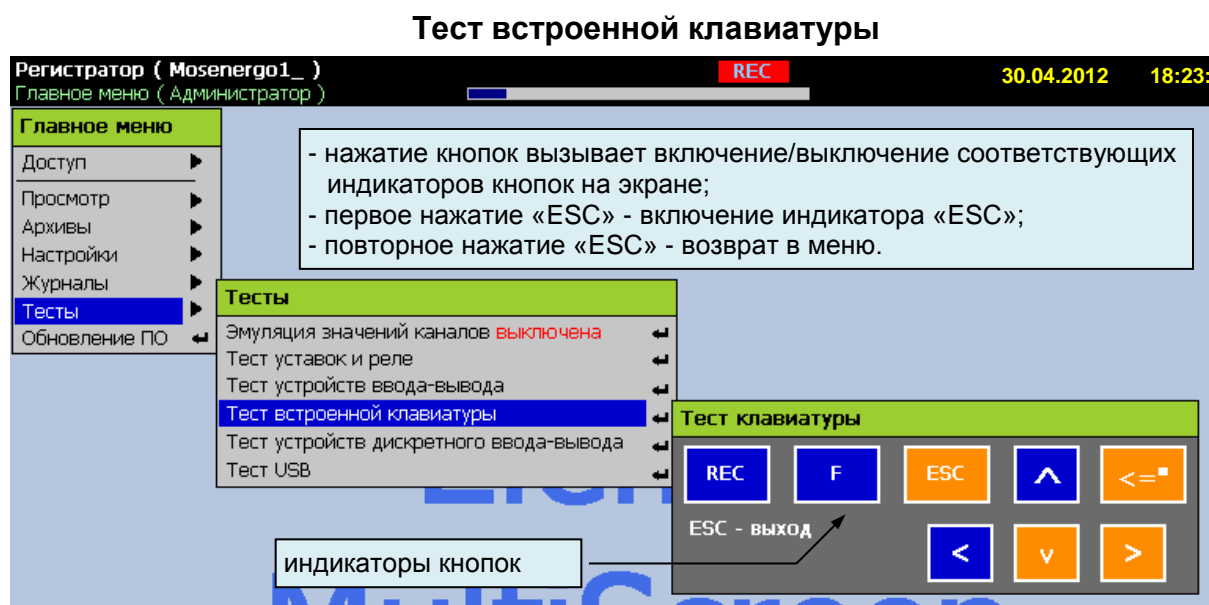 Тест встроенной клавиатуры
Регистратор ( Mosenergo1_ )
REC
30.04.2012 18:23:
Главное меню ( Администратор )
Главное меню
Доступ
Просмотр
Архивы
Настройки
Журналы
Тесты
Обновление ПО
- нажатие кнопок вызывает включение/выключение соответствующих
индикаторов кнопок на экране;
- первое нажатие «ESC» - включение индикатора «ESC»;
- повторное нажатие «ESC» - возврат в меню.
Тесты
Эмуляция значений каналов выключена
Тест уставок и реле
Тест устройств ввода-вывода
Тест встроенной клавиатуры
Тест устройств дискретного ввода-вывода
Тест USB
Тест клавиатуры
REC F ESC ^ <="
ESC - выход
< v >
индикаторы кнопок
MultiScreen